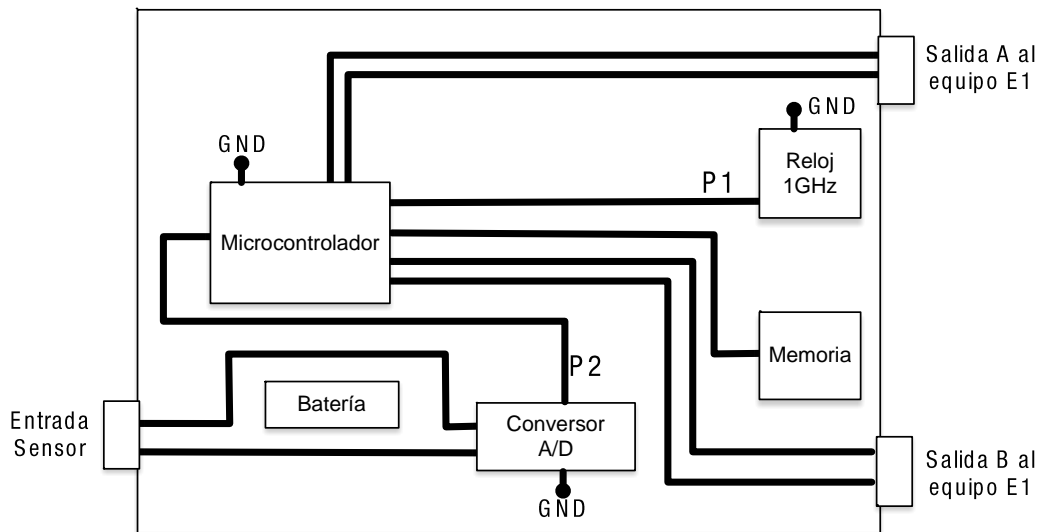 Salida A al
equipo E1
GND
Reloj
1GHz
GND
P1
Microcontrolador
Memoria
P2
Batería
Entrada
Sensor
Conversor
A/D
GND
Salida B al
equipo E1